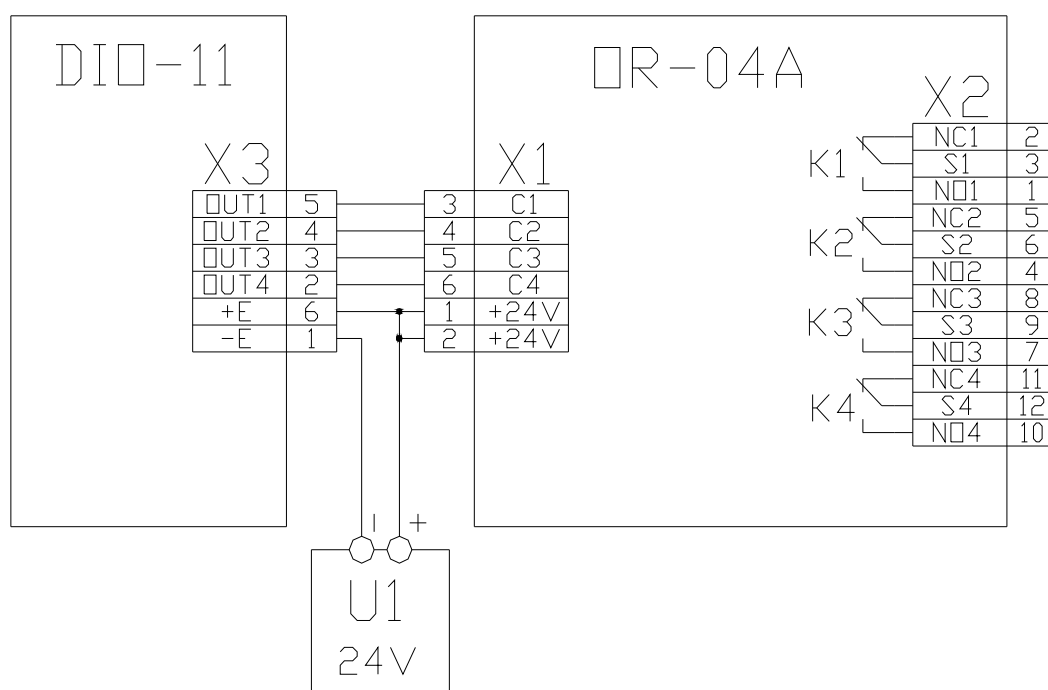 DIO-11
OR-04A
X3
OUT1 5
OUT2 4
OUT3 3
OUT4 2
+E 6
-E 1
X1
3 C1
4 C2
5 C3
6 C4
1 +24V
2 +24V
X2
K1
NC1 2
S1 3
NO1 1
K2
NC2 5
S2 6
NO2 4
K3
NC3 8
S3 9
NO3 7
K4
NC4 11
S4 12
NO4 10
- +
U1
24V